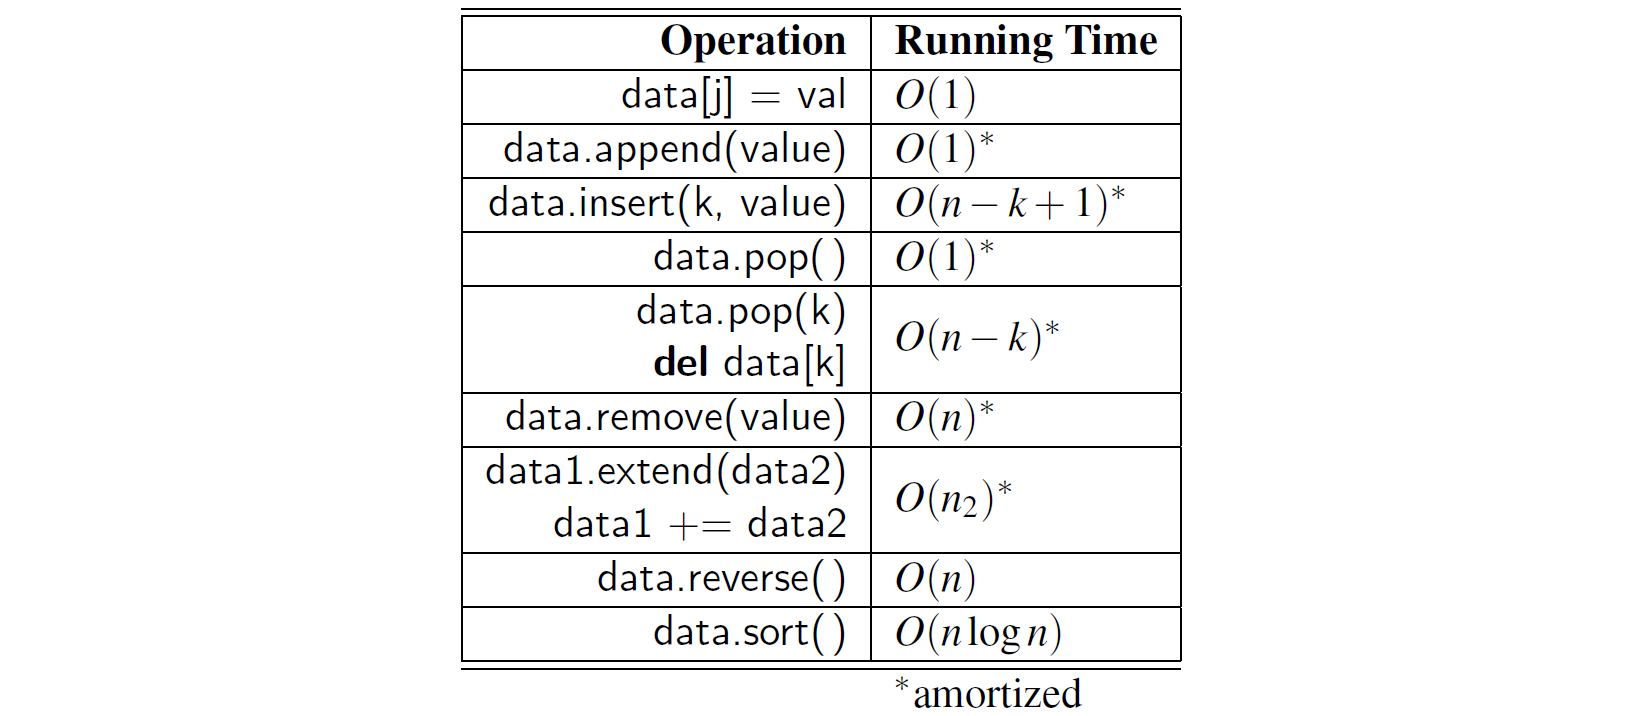 Operation Running Time
data[j] = val O(1)
data.append(value) O(1)*
data.insert(k, value) O(n − k + 1)*
data.pop( ) O(1)*
data.pop(k)
del data[k] O(n − k)*
data.remove(value) O(n)*
data1.extend(data2)
data1 += data2 O(n₂)*
data.reverse( ) O(n)
data.sort( ) O(n log n)
*amortized